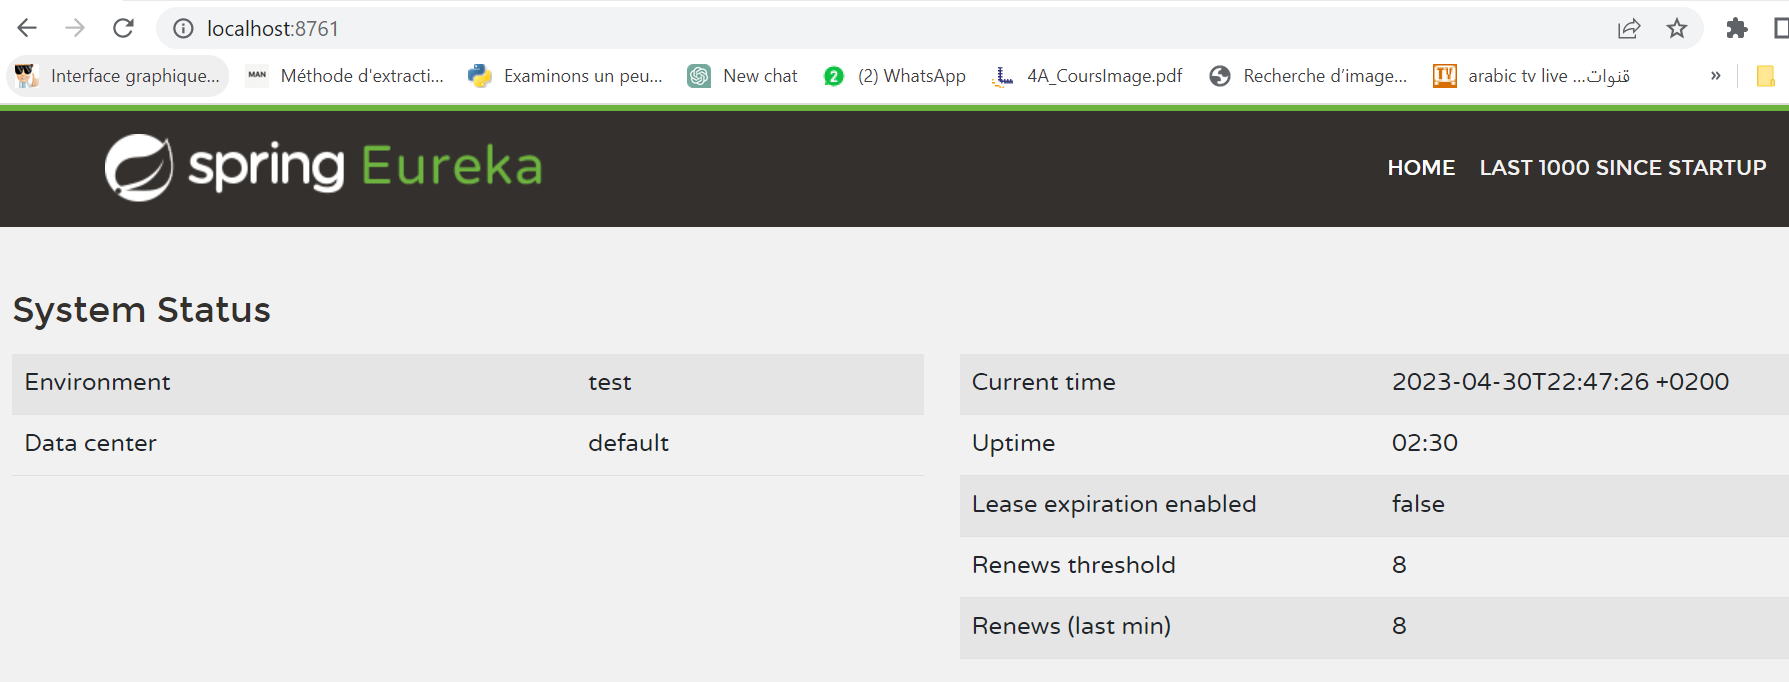 localhost:8761
Interface graphique... MAN Méthode d'extracti... Examinons un peu... New chat 2 (2) WhatsApp 4A_CoursImage.pdf Recherche d'image... TV arabic tv live ...قنوات »
spring Eureka HOME LAST 1000 SINCE STARTUP
System Status
Environment test
Data center default
Current time 2023-04-30T22:47:26 +0200
Uptime 02:30
Lease expiration enabled false
Renews threshold 8
Renews (last min) 8